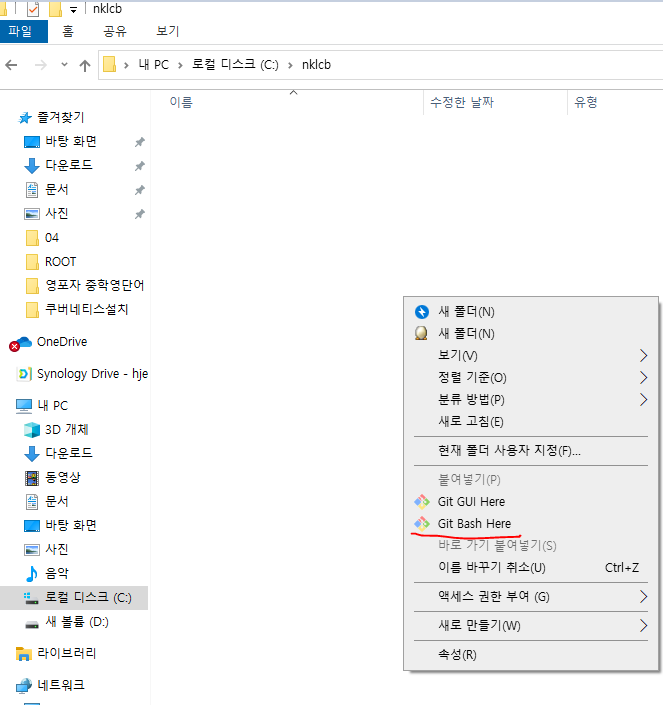 nklcb
파일 홈 공유 보기
내 PC 로컬 디스크 (C:) nklcb
이름 수정한 날짜 유형
즐겨찾기
바탕 화면
다운로드
문서
사진
04
ROOT
영포자 중학영단어
쿠버네티스설치
OneDrive
Synology Drive - hje
내 PC
3D 개체
다운로드
동영상
문서
바탕 화면
사진
음악
로컬 디스크 (C:)
새 볼륨 (D:)
라이브러리
네트워크
새 폴더(N)
새 폴더(N)
보기(V)
정렬 기준(O)
분류 방법(P)
새로 고침(E)
현재 폴더 사용자 지정(F)...
붙여넣기(P)
Git GUI Here
Git Bash Here
바로 가기 붙여넣기(S)
이름 바꾸기 취소(U) Ctrl+Z
액세스 권한 부여 (G)
새로 만들기(W)
속성(R)